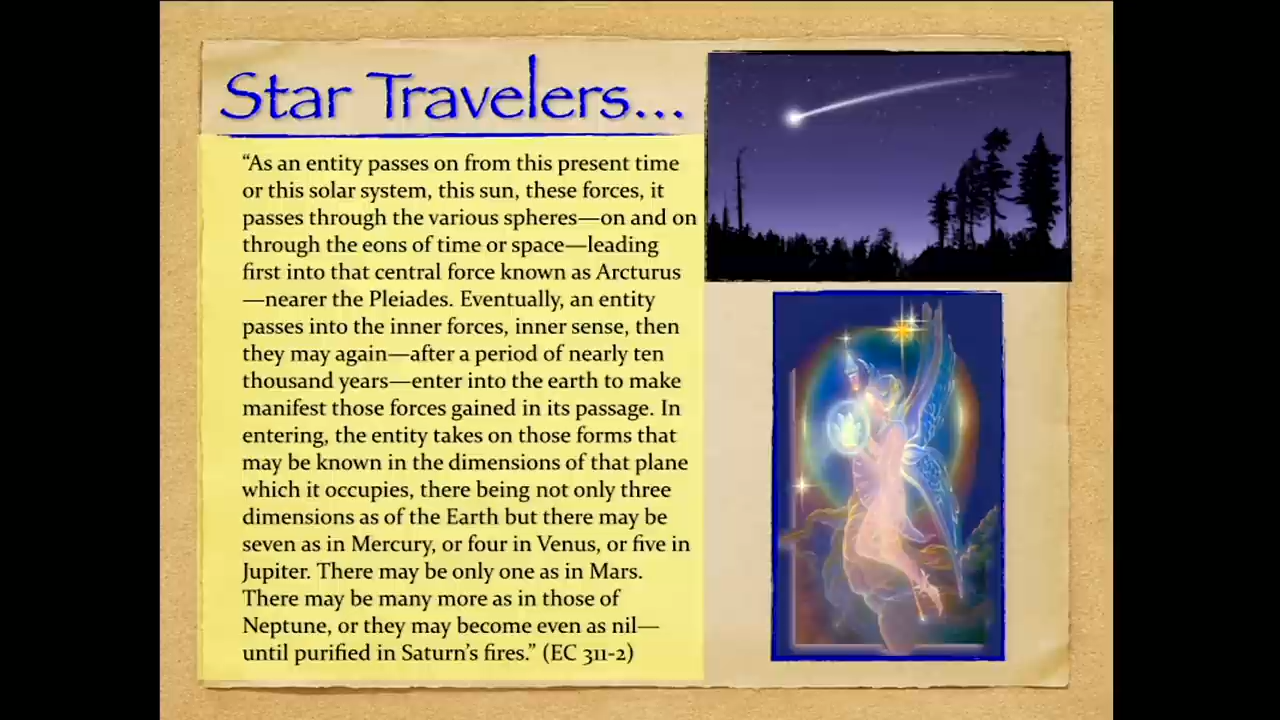 Star Travelers...
“As an entity passes on from this present time
or this solar system, this sun, these forces, it
passes through the various spheres—on and on
through the eons of time or space—leading
first into that central force known as Arcturus
—nearer the Pleiades. Eventually, an entity
passes into the inner forces, inner sense, then
they may again—after a period of nearly ten
thousand years—enter into the earth to make
manifest those forces gained in its passage. In
entering, the entity takes on those forms that
may be known in the dimensions of that plane
which it occupies, there being not only three
dimensions as of the Earth but there may be
seven as in Mercury, or four in Venus, or five in
Jupiter. There may be only one as in Mars.
There may be many more as in those of
Neptune, or they may become even as nil—
until purified in Saturn’s fires.” (EC 311-2)